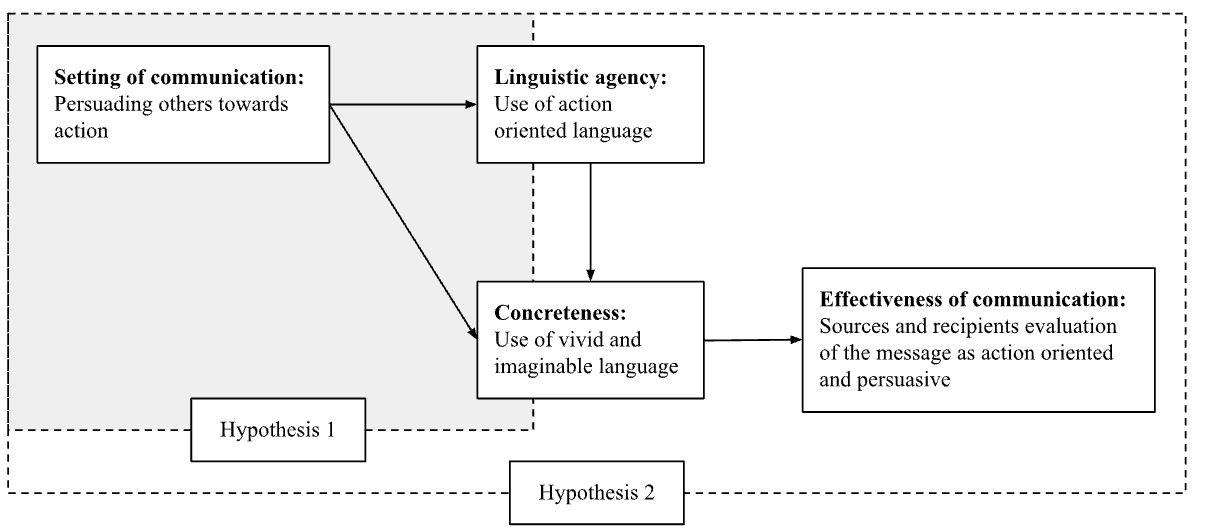 Setting of communication:
Persuading others towards
action
Linguistic agency:
Use of action
oriented language
Concreteness:
Use of vivid and
imaginable language
Effectiveness of communication:
Sources and recipients evaluation
of the message as action oriented
and persuasive
Hypothesis 1
Hypothesis 2